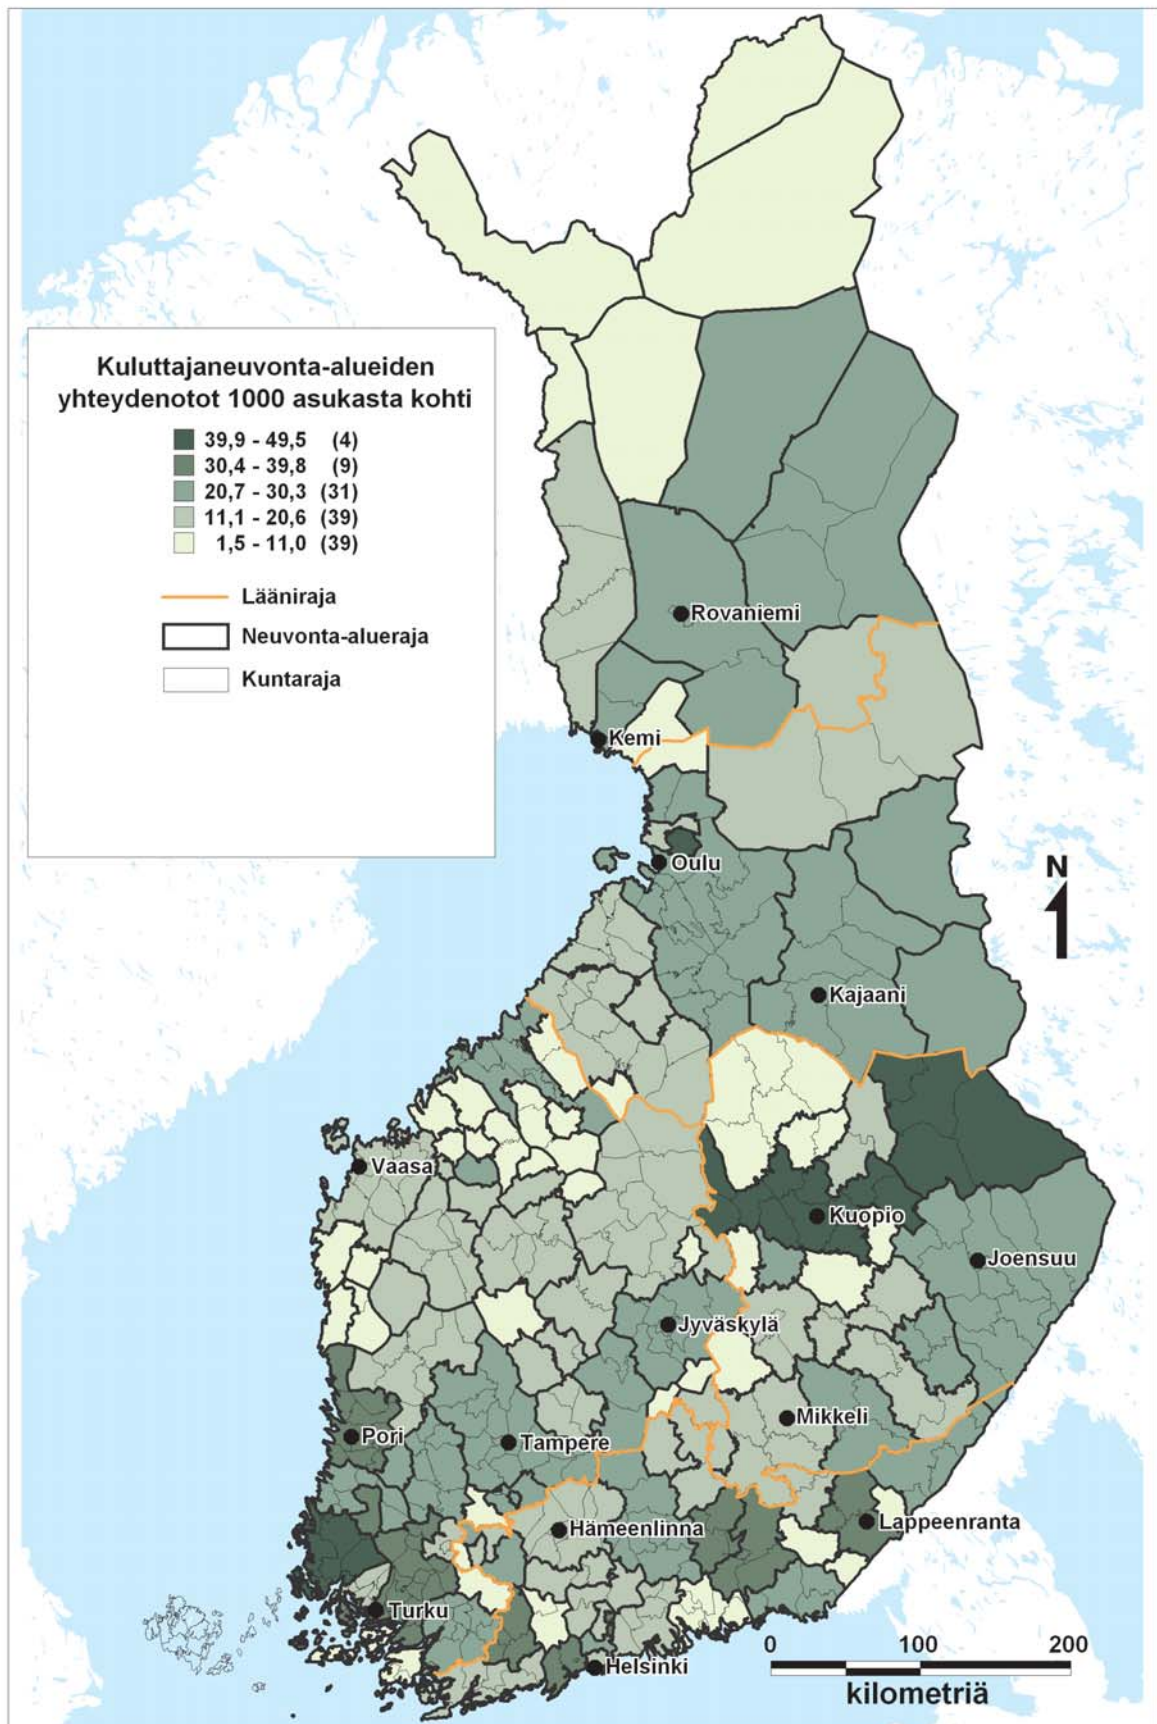 Kuluttajaneuvonta-alueiden
yhteydenotot 1000 asukasta kohti
39,9 - 49,5 (4)
30,4 - 39,8 (9)
20,7 - 30,3 (31)
11,1 - 20,6 (39)
1,5 - 11,0 (39)
Lääniraja
Neuvonta-alueraja
Kuntaraja
Rovaniemi
Kemi
Oulu
N
Kajaani
Vaasa
Kuopio
Joensuu
Jyväskylä
Mikkeli
Pori
Tampere
Lappeenranta
Hämeenlinna
Turku
Helsinki
0 100 200
kilometriä